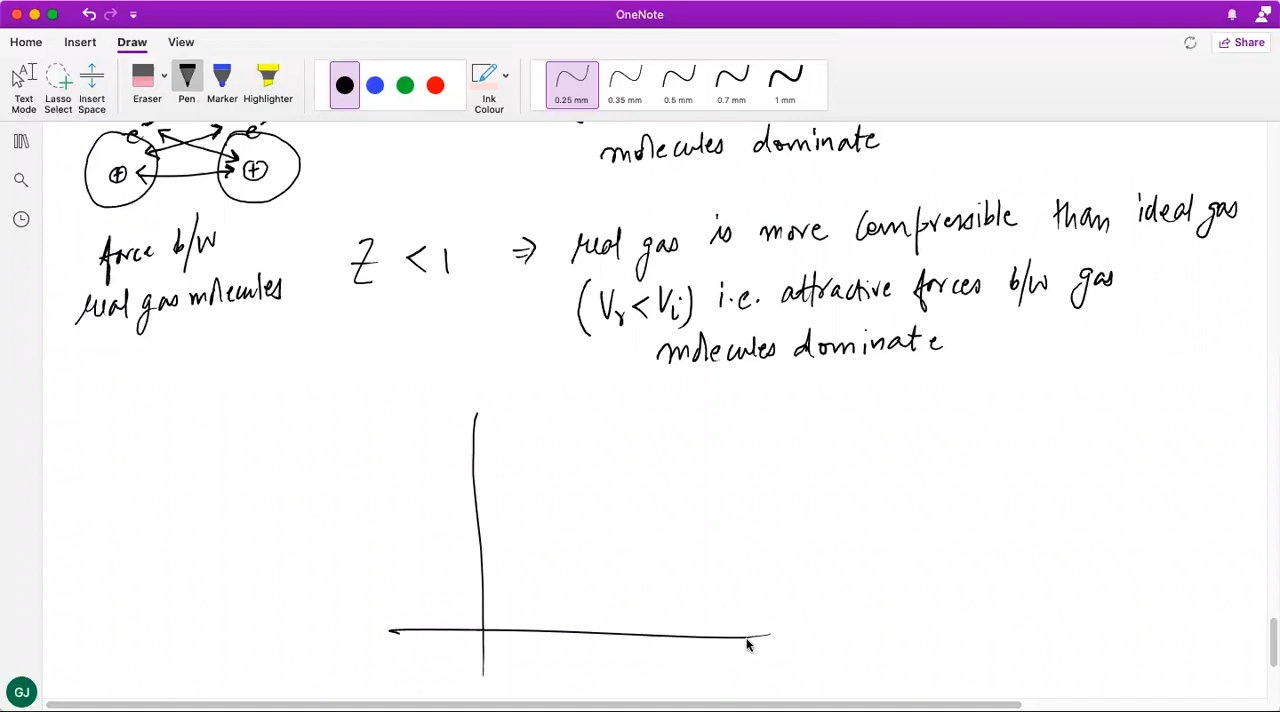 OneNote
Home Insert Draw View
Share
Text Mode
Lasso Select
Insert Space
Eraser
Pen
Marker
Highlighter
Ink Colour
0.25 mm
0.35 mm
0.5 mm
0.7 mm
1 mm
e⁻ e⁻
molecules dominate
+ +
force b/w
real gas molecules
Z < 1 ⇒ real gas is more compressible than ideal gas
(Vr < Vi) i.e. attractive forces b/w gas
molecules dominate
GJ